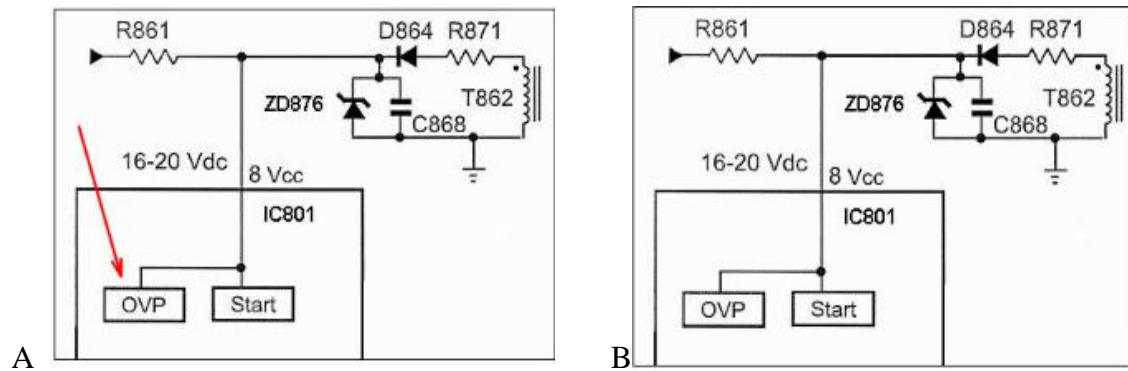 R861
D864 R871
ZD876
T862
C868
16-20 Vdc
8 Vcc
IC801
OVP
Start
A
R861
D864 R871
ZD876
T862
C868
16-20 Vdc
8 Vcc
IC801
OVP
Start
B